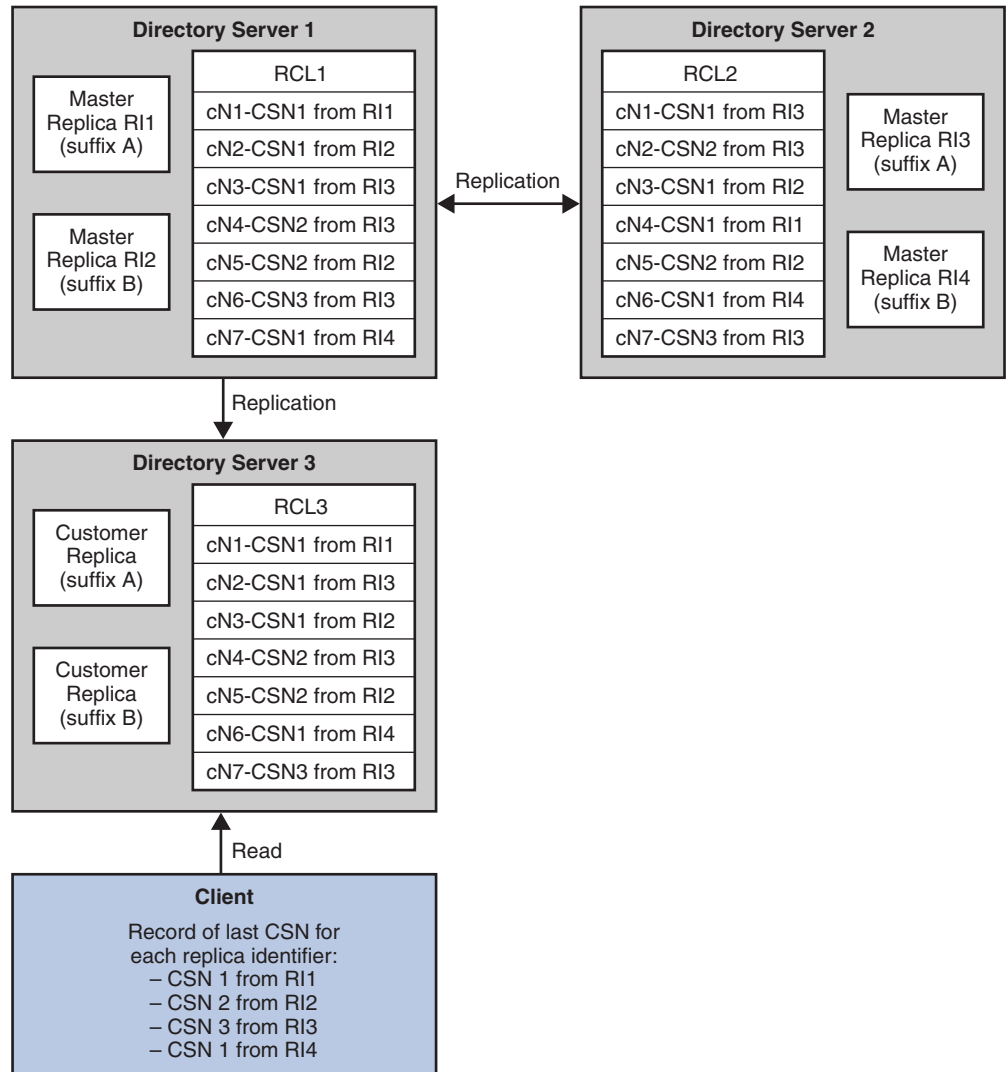 Directory Server 1
Master
Replica RI1
(suffix A)
Master
Replica RI2
(suffix B)
RCL1
cN1-CSN1 from RI1
cN2-CSN1 from RI2
cN3-CSN1 from RI3
cN4-CSN2 from RI3
cN5-CSN2 from RI2
cN6-CSN3 from RI3
cN7-CSN1 from RI4
Replication
Directory Server 2
RCL2
cN1-CSN1 from RI3
cN2-CSN2 from RI3
cN3-CSN1 from RI2
cN4-CSN1 from RI1
cN5-CSN2 from RI2
cN6-CSN1 from RI4
cN7-CSN3 from RI3
Master
Replica RI3
(suffix A)
Master
Replica RI4
(suffix B)
Replication
Directory Server 3
Customer
Replica
(suffix A)
Customer
Replica
(suffix B)
RCL3
cN1-CSN1 from RI1
cN2-CSN1 from RI3
cN3-CSN1 from RI2
cN4-CSN2 from RI3
cN5-CSN2 from RI2
cN6-CSN1 from RI4
cN7-CSN3 from RI3
Read
Client
Record of last CSN for
each replica identifier:
– CSN 1 from RI1
– CSN 2 from RI2
– CSN 3 from RI3
– CSN 1 from RI4